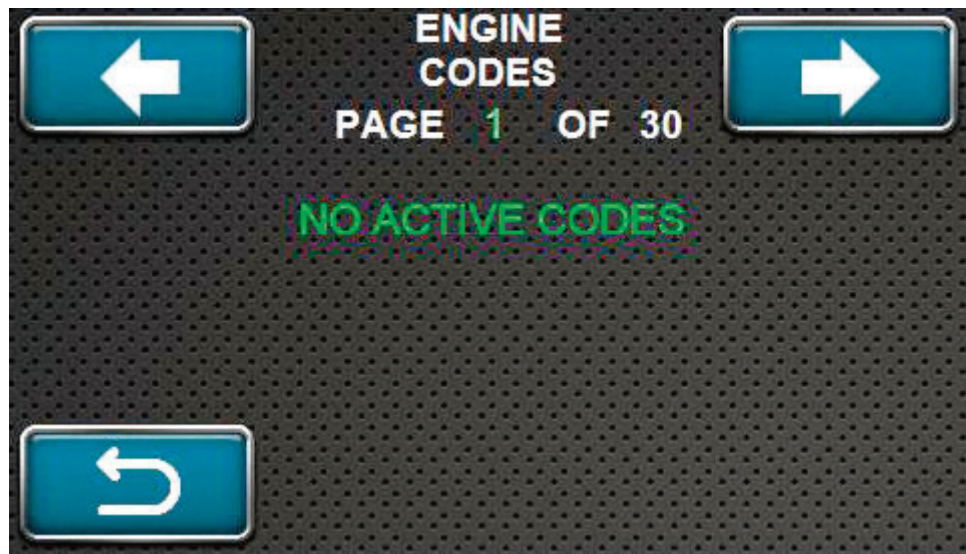 ENGINE
CODES
PAGE 1 OF 30
NO ACTIVE CODES